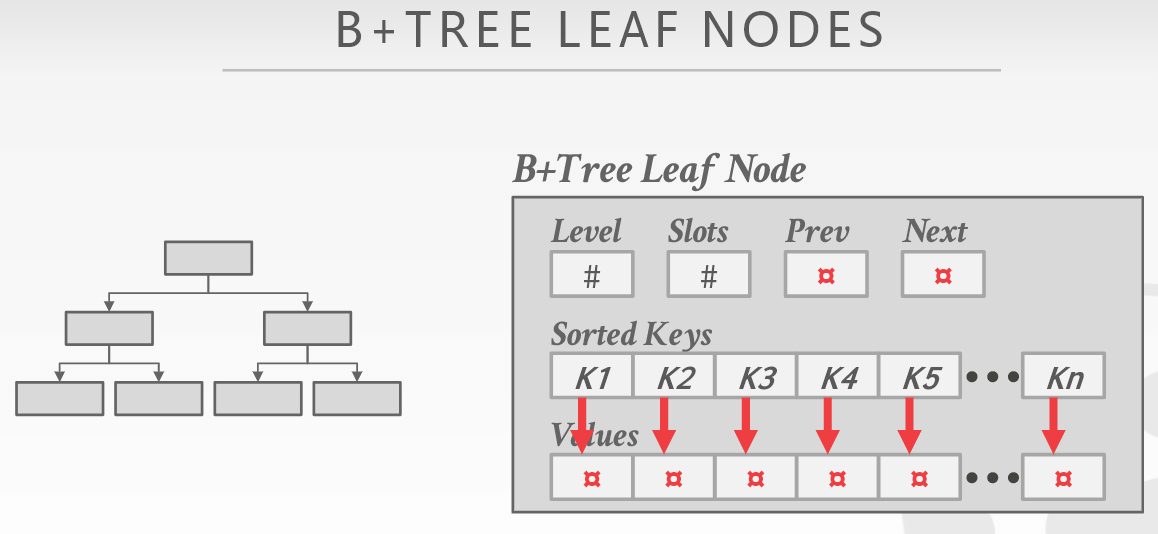 B+TREE LEAF NODES
B+Tree Leaf Node
Level Slots Prev Next
# # ¤ ¤
Sorted Keys
K1 K2 K3 K4 K5 ••• Kn
Values
¤ ¤ ¤ ¤ ¤ ••• ¤